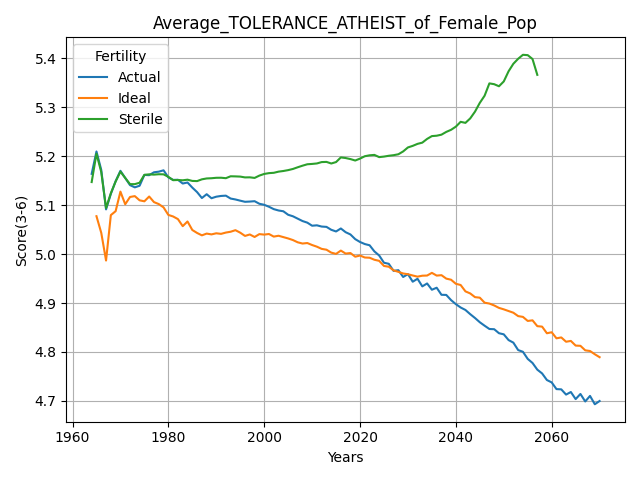 Average_TOLERANCE_ATHEIST_of_Female_Pop
Fertility
Actual
Ideal
Sterile
Score(3-6)
5.4
5.3
5.2
5.1
5.0
4.9
4.8
4.7
1960 1980 2000 2020 2040 2060
Years